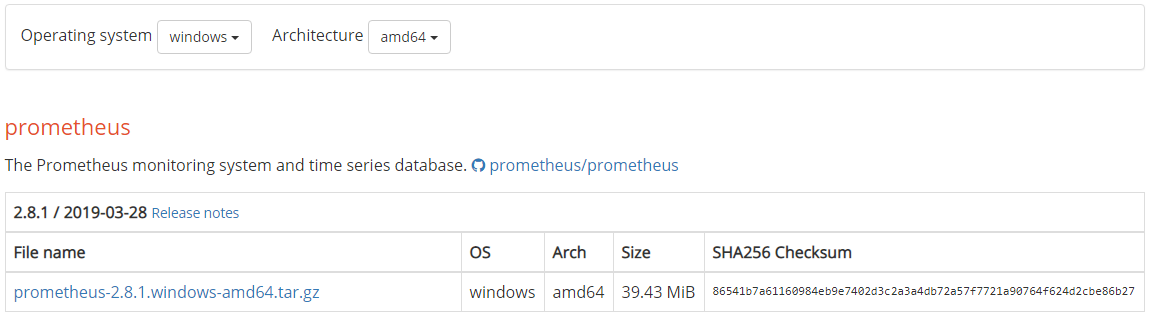 Operating system windows Architecture amd64
prometheus
The Prometheus monitoring system and time series database. prometheus/prometheus
2.8.1 / 2019-03-28 Release notes
File name OS Arch Size SHA256 Checksum
prometheus-2.8.1.windows-amd64.tar.gz windows amd64 39.43 MiB 86541b7a61160984eb9e7402d3c2a3a4db72a57f7721a90764f624d2cbe86b27